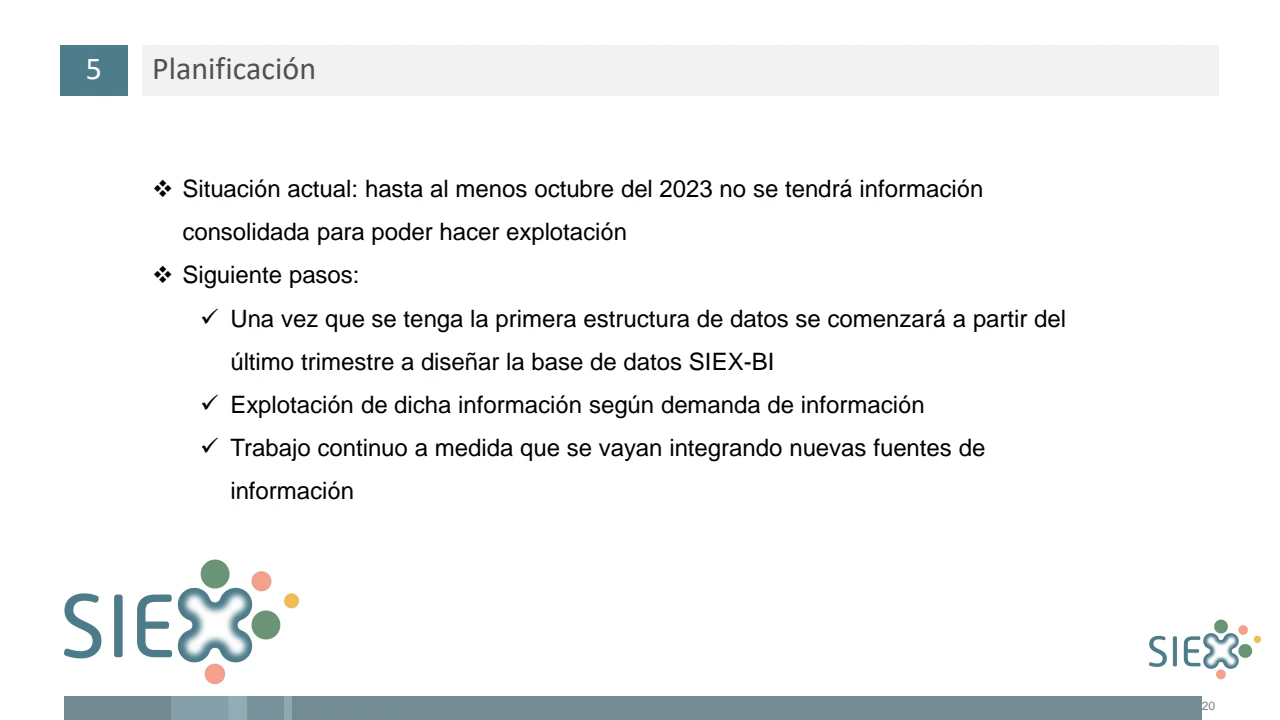 5
Planificación
❖ Situación actual: hasta al menos octubre del 2023 no se tendrá información
consolidada para poder hacer explotación
❖ Siguiente pasos:
✓ Una vez que se tenga la primera estructura de datos se comenzará a partir del
último trimestre a diseñar la base de datos SIEX-BI
✓ Explotación de dicha información según demanda de información
✓ Trabajo continuo a medida que se vayan integrando nuevas fuentes de
información
SIEX
SIEX
20